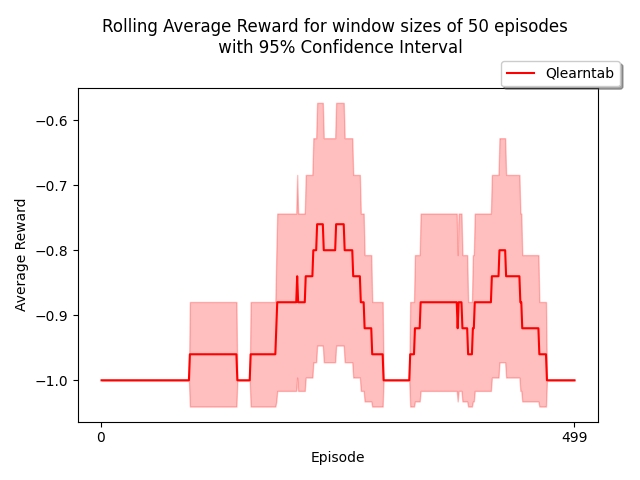 Rolling Average Reward for window sizes of 50 episodes
with 95% Confidence Interval
Qlearntab
−0.6
−0.7
−0.8
−0.9
−1.0
Average Reward
0
499
Episode